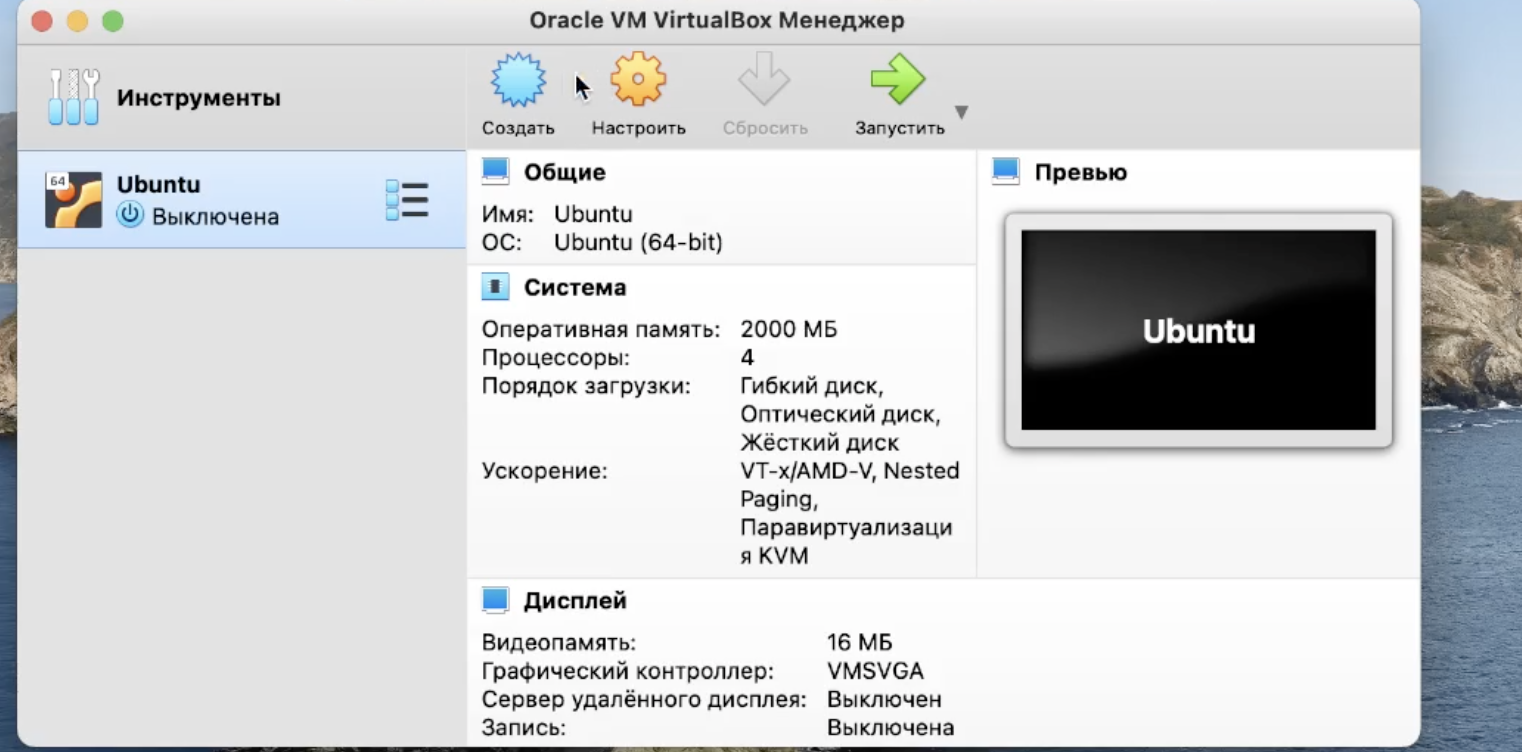 Oracle VM VirtualBox Менеджер
Инструменты
Создать
Настроить
Сбросить
Запустить
64
Ubuntu
Выключена
Общие
Имя: Ubuntu
ОС: Ubuntu (64-bit)
Система
Оперативная память: 2000 МБ
Процессоры: 4
Порядок загрузки: Гибкий диск,
Оптический диск,
Жёсткий диск
Ускорение: VT-x/AMD-V, Nested
Paging,
Паравиртуализаци
я KVM
Превью
Ubuntu
Дисплей
Видеопамять: 16 МБ
Графический контроллер: VMSVGA
Сервер удалённого дисплея: Выключен
Запись: Выключена